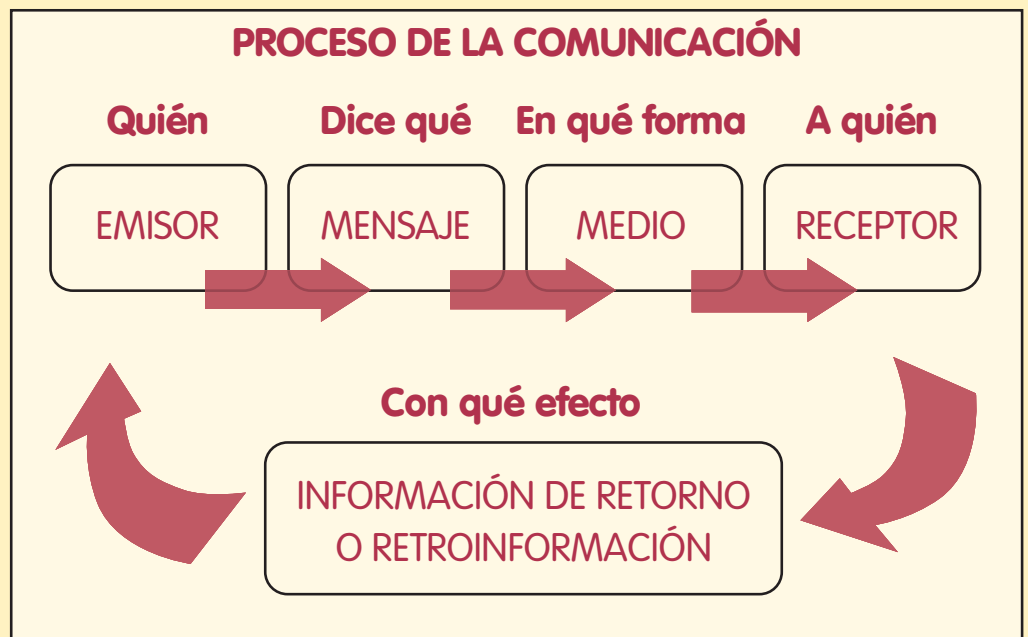 PROCESO DE LA COMUNICACIÓN
Quién Dice qué En qué forma A quién
EMISOR MENSAJE MEDIO RECEPTOR
Con qué efecto
INFORMACIÓN DE RETORNO
O RETROINFORMACIÓN